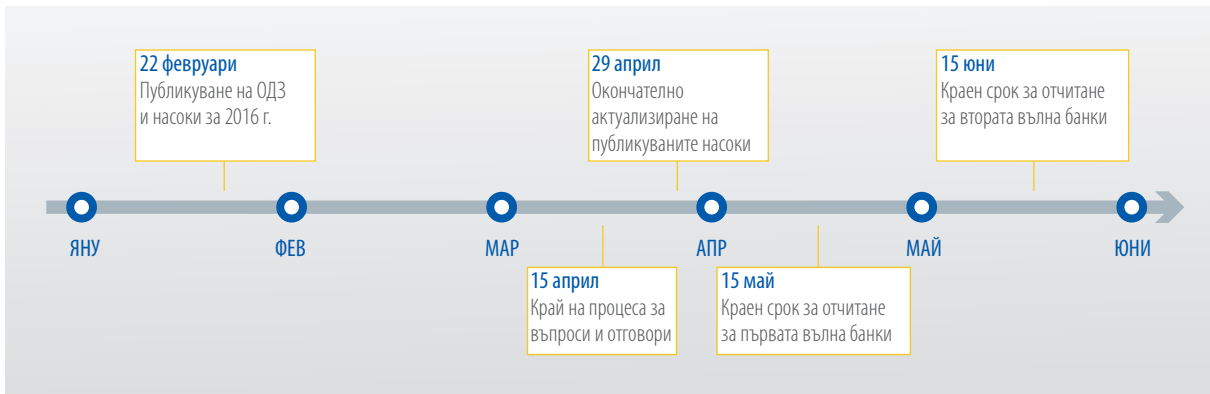 22 февруари
Публикуване на ОДЗ
и насоки за 2016 г.
29 април
Окончателно
актуализиране на
публикуваните насоки
15 юни
Краен срок за отчитане
за втората вълна банки
ЯНУ
ФЕВ
МАР
АПР
МАЙ
ЮНИ
15 април
Край на процеса за
въпроси и отговори
15 май
Краен срок за отчитане
за първата вълна банки